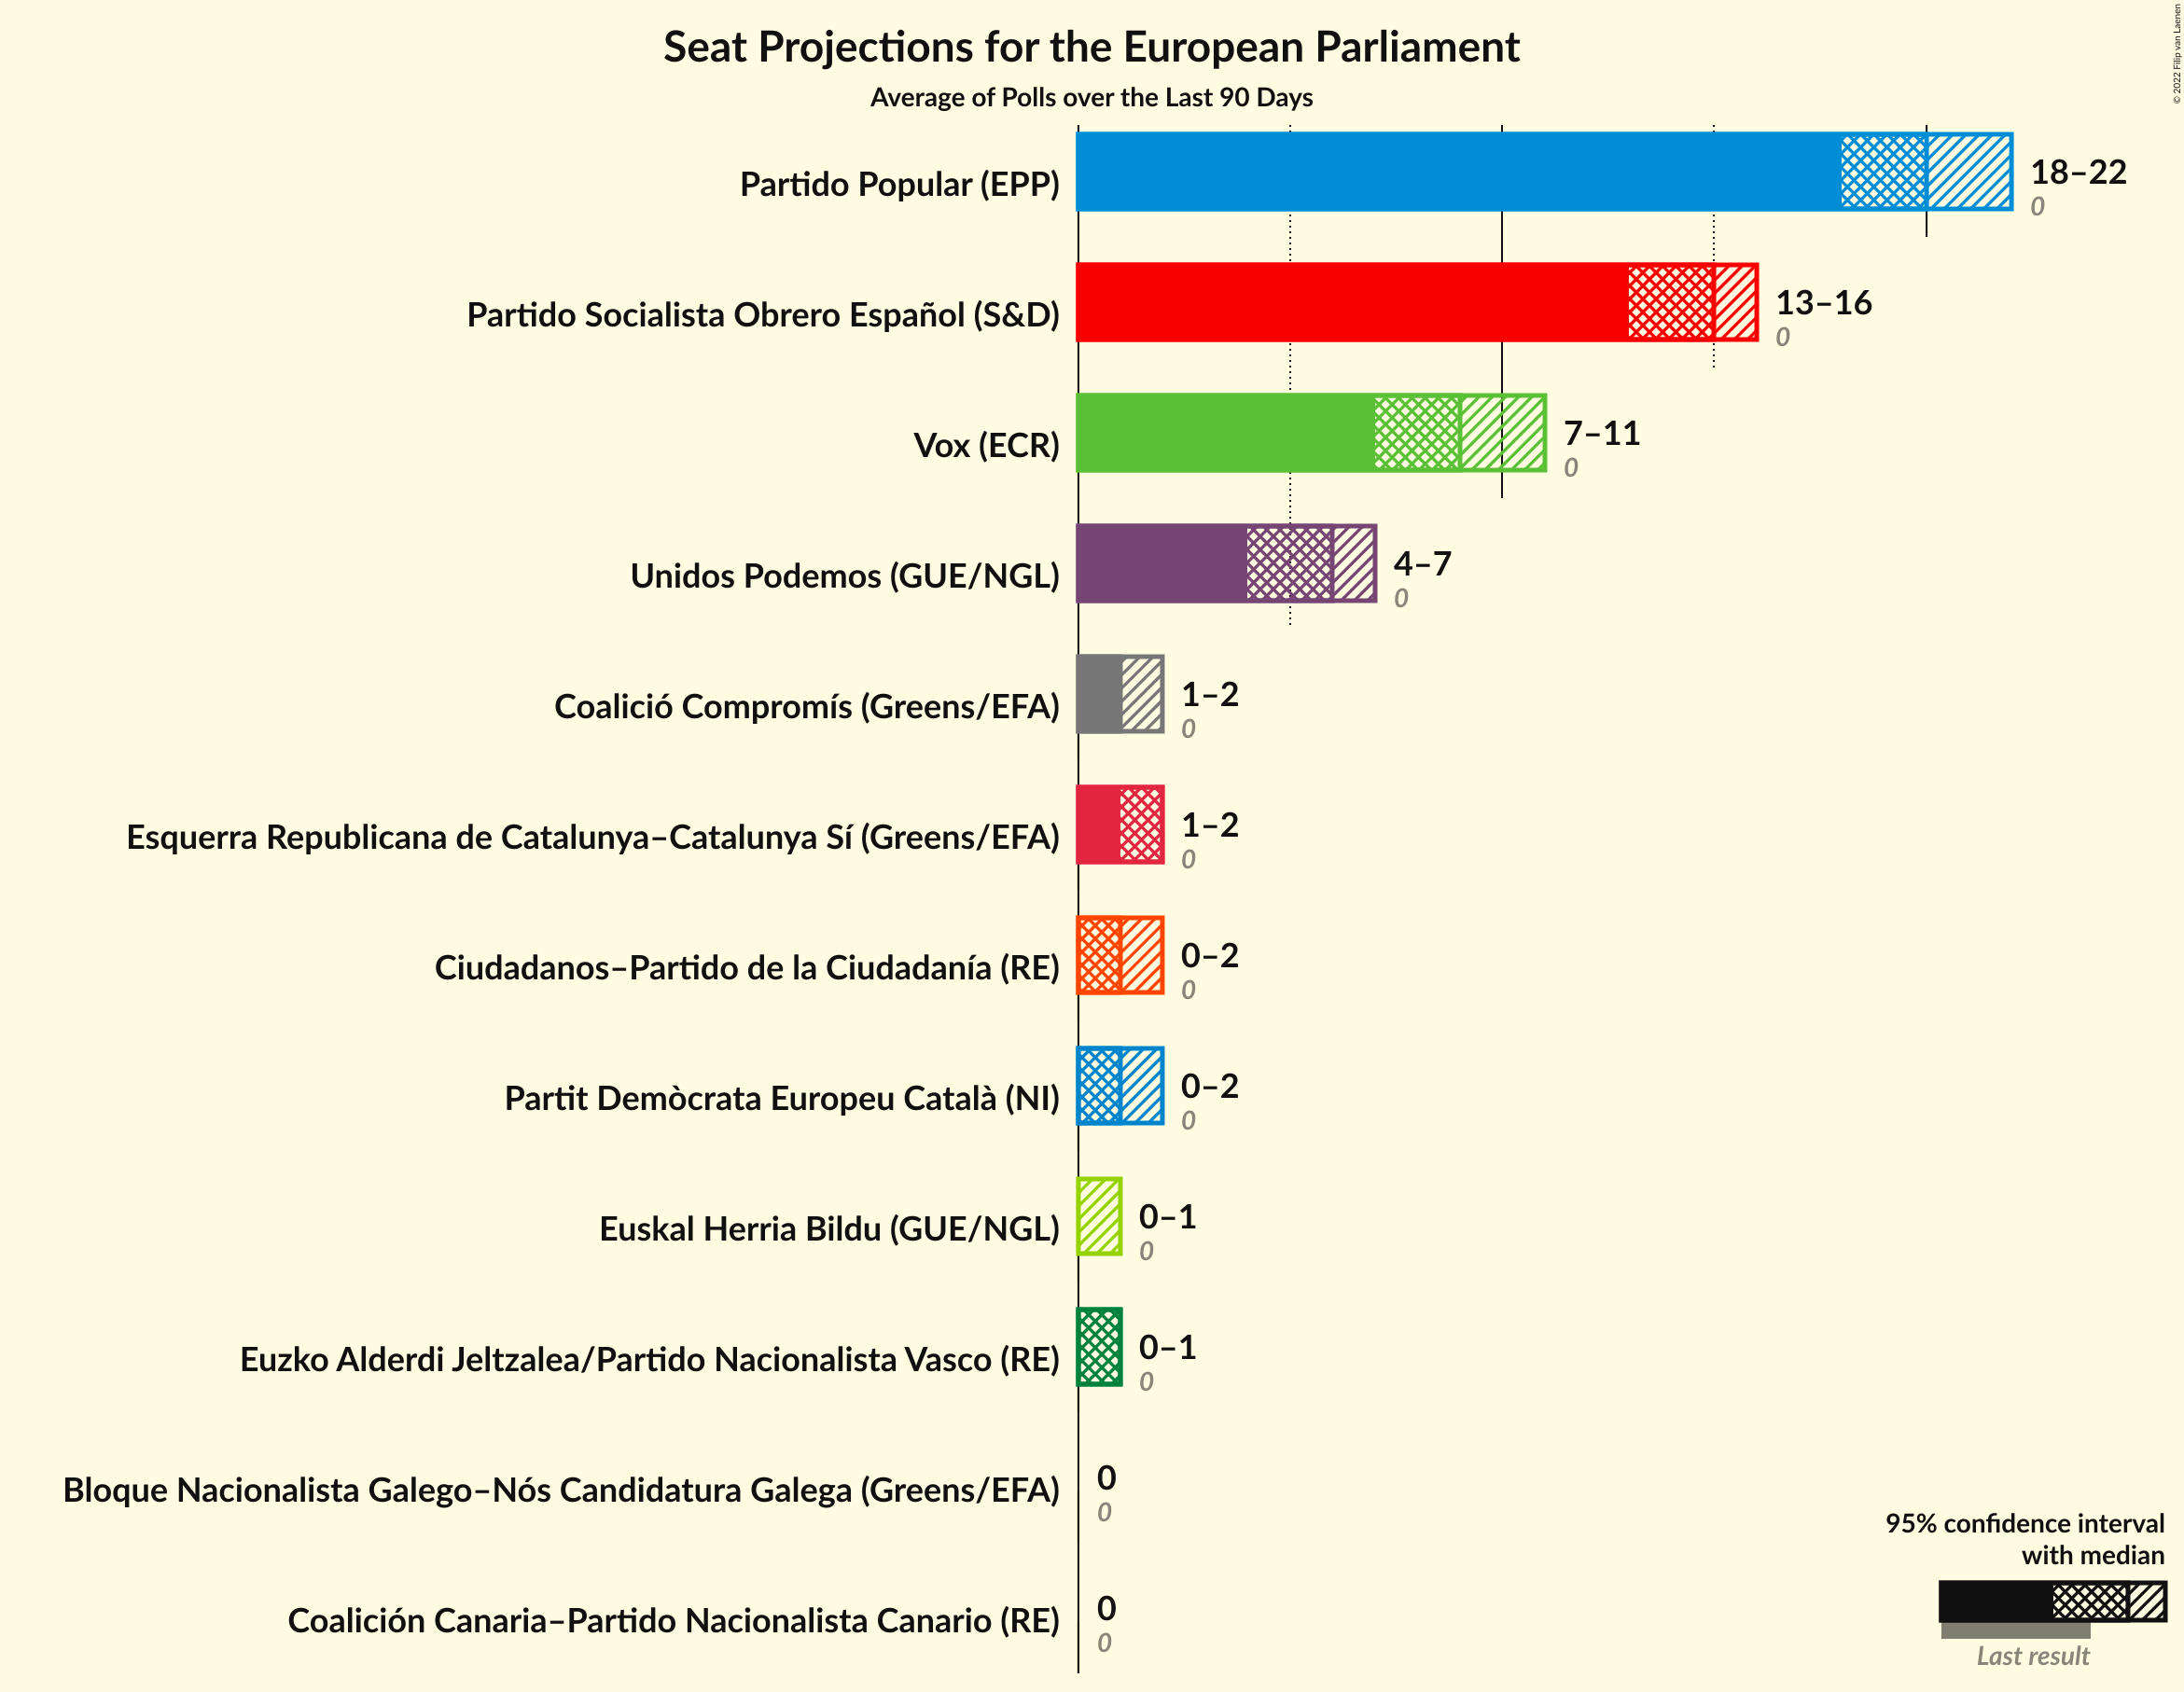 © 2022 Filip van Laenen
Seat Projections for the European Parliament
Average of Polls over the Last 90 Days
Partido Popular (EPP)
18–22
0
Partido Socialista Obrero Español (S&D)
13–16
0
Vox (ECR)
7–11
0
Unidos Podemos (GUE/NGL)
4–7
0
Coalició Compromís (Greens/EFA)
1–2
0
Esquerra Republicana de Catalunya–Catalunya Sí (Greens/EFA)
1–2
0
Ciudadanos–Partido de la Ciudadanía (RE)
0–2
0
Partit Demòcrata Europeu Català (NI)
0–2
0
Euskal Herria Bildu (GUE/NGL)
0–1
0
Euzko Alderdi Jeltzalea/Partido Nacionalista Vasco (RE)
0–1
0
Bloque Nacionalista Galego–Nós Candidatura Galega (Greens/EFA)
0
0
Coalición Canaria–Partido Nacionalista Canario (RE)
0
0
95% confidence interval
with median
Last result